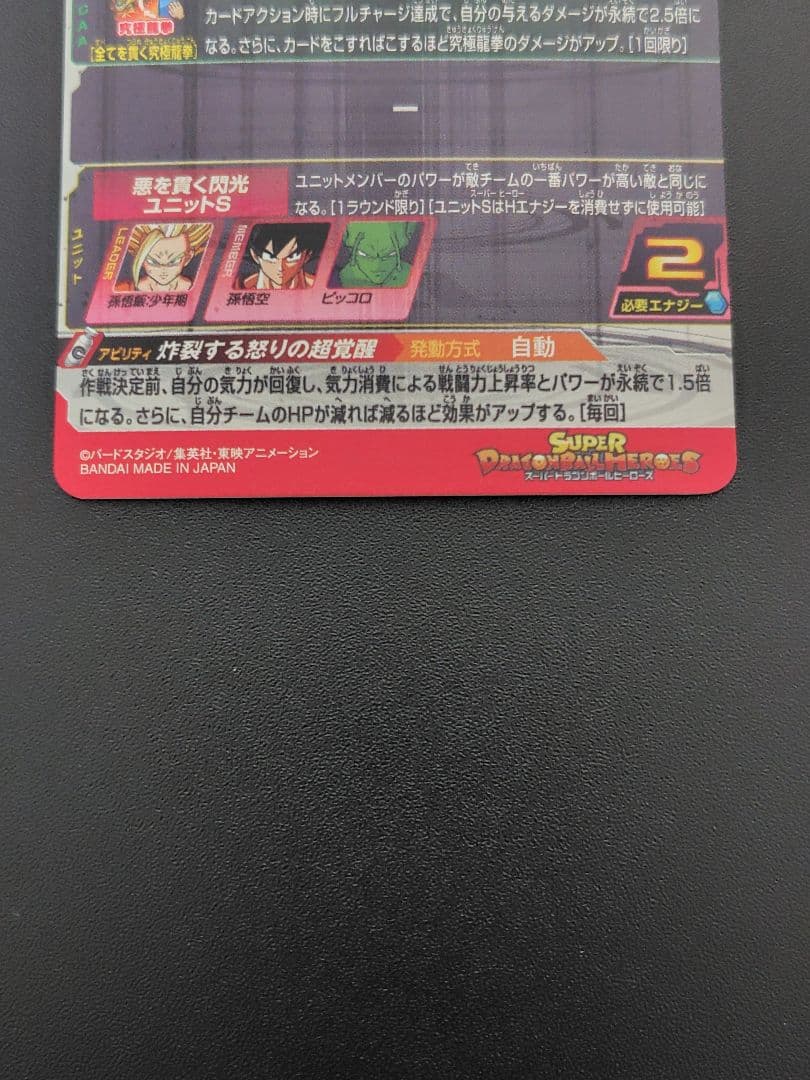 CAA
カードアクション時にフルチャージ達成で、自分の与えるダメージが永続で2.5倍に
なる。さらに、カードをこすればこするほど究極龍拳のダメージがアップ。[1回限り]
究極龍拳
[全てを貫く究極龍拳]
ー
ユニット
悪を貫く閃光
ユニットS
ユニットメンバーのパワーが敵チームの一番パワーが高い敵と同じに
なる。[1ラウンド限り][ユニットSはHエナジーを消費せずに使用可能]
LEADER
孫悟飯:少年期
MEMBER
孫悟空
ピッコロ
2
必要エナジー
アビリティ 炸裂する怒りの超覚醒 発動方式 自動
作戦決定前、自分の気力が回復し、気力消費による戦闘力上昇率とパワーが永続で1.5倍
になる。さらに、自分チームのHPが減れば減るほど効果がアップする。[毎回]
©バードスタジオ/集英社・東映アニメーション
BANDAI MADE IN JAPAN
SUPER
DRAGONBALL HEROES
スーパードラゴンボールヒーローズ